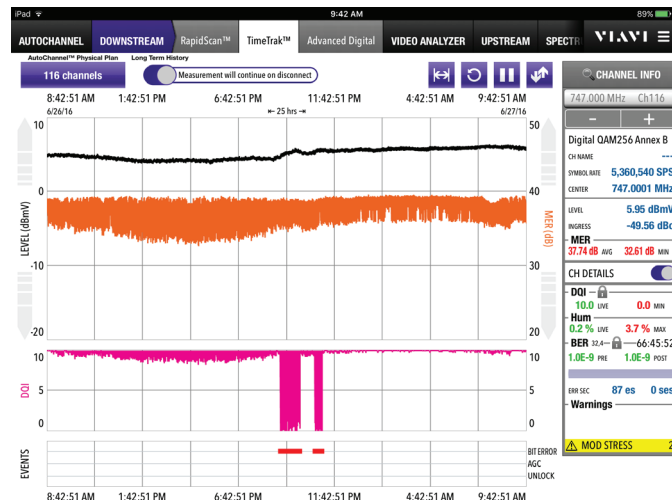 iPad 9:42 AM 89%
AUTOCHANNEL DOWNSTREAM RapidScan™ TimeTrak™ Advanced Digital VIDEO ANALYZER UPSTREAM SPECTR VIAVI
AutoChannel™ Physical Plan Long Term History
116 channels Measurement will continue on disconnect
8:42:51 AM 1:42:51 PM 6:42:51 PM 11:42:51 PM 4:42:51 AM 9:42:51 AM
6/26/16 25 hrs 6/27/16
10 50
0 40
-10 30
-20 20
LEVEL (dBmV)
MER (dB)
10 10
5 5
0 0
DQI
EVENTS
BIT ERROR
AGC
UNLOCK
8:42:51 AM 1:42:51 PM 6:42:51 PM 11:42:51 PM 4:42:51 AM 9:42:51 AM
CHANNEL INFO
747.000 MHz Ch116
− +
Digital QAM256 Annex B
CH NAME ---
SYMBOL RATE 5,360,540 SPS
CENTER 747.0001 MHz
LEVEL 5.95 dBmV
INGRESS -49.56 dBc
MER
37.74 dB AVG 32.61 dB MIN
CH DETAILS
DQI
10.0 LIVE 0.0 MIN
Hum
0.2 % LIVE 3.7 % MAX
BER 32,4 66:45:52
1.0E-9 PRE 1.0E-9 POST
ERR SEC 87 es 0 ses
Warnings
MOD STRESS 2